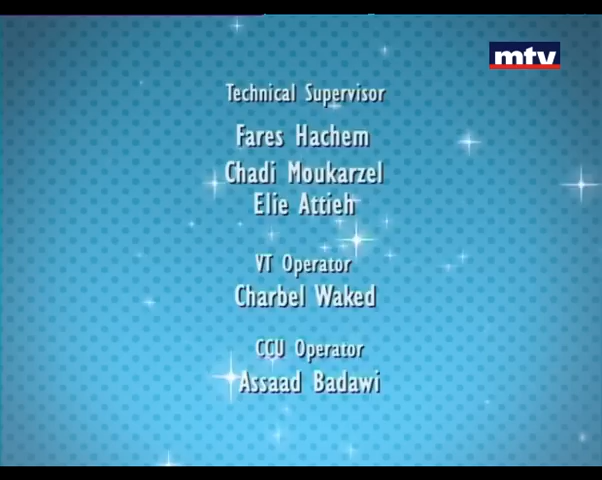 mtv
Technical Supervisor
Fares Hachem
Chadi Moukarzel
Elie Attieh
VT Operator
Charbel Waked
CCU Operator
Assaad Badawi